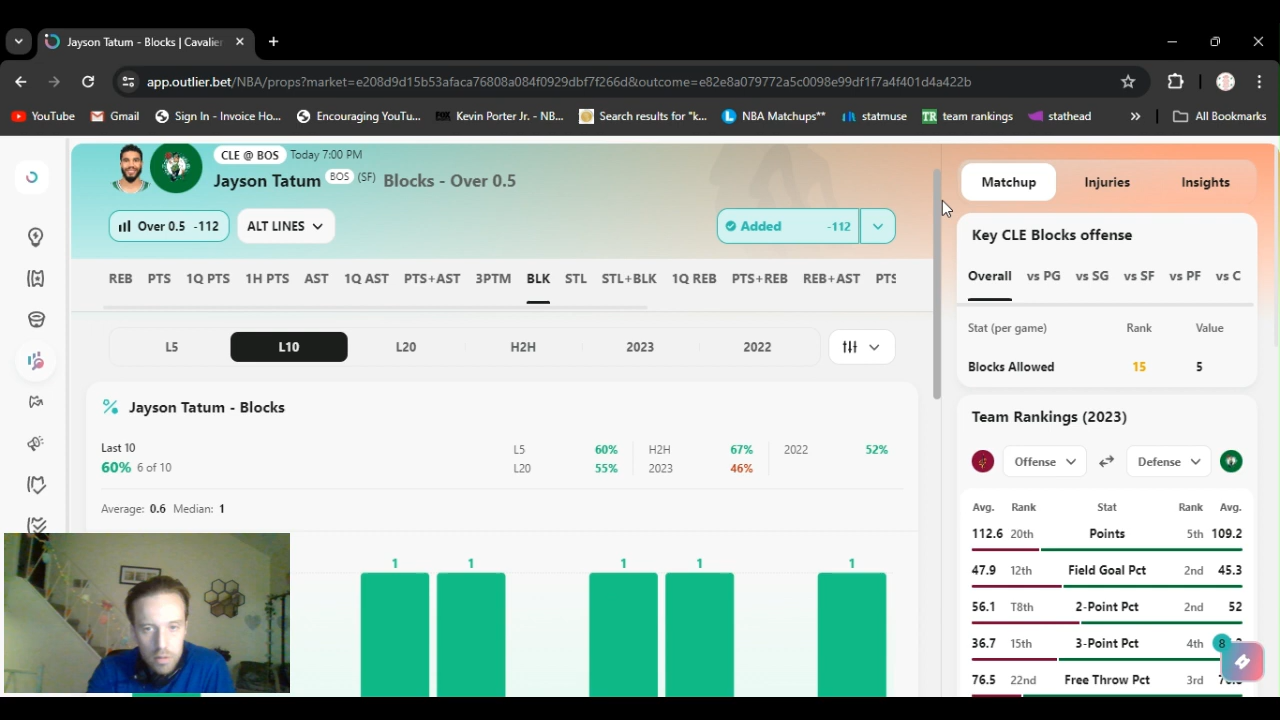 Jayson Tatum - Blocks | Cavalier
app.outlier.bet/NBA/props?market=e208d9d15b53afaca76808a084f0929dbf7f266d&outcome=e82e8a079772a5c0098e99df1f7a4f401d4a422b
YouTube Gmail Sign In - Invoice Ho... Encouraging YouTu... Kevin Porter Jr. - NB... Search results for "k... NBA Matchups** statmuse team rankings stathead » All Bookmarks
CLE @ BOS Today 7:00 PM
Jayson Tatum BOS (SF) Blocks - Over 0.5
Over 0.5 -112 ALT LINES Added -112
REB PTS 1Q PTS 1H PTS AST 1Q AST PTS+AST 3PTM BLK STL STL+BLK 1Q REB PTS+REB REB+AST PTS
L5 L10 L20 H2H 2023 2022
Jayson Tatum - Blocks
Last 10
60% 6 of 10
L5 60% H2H 67% 2022 52%
L20 55% 2023 46%
Average: 0.6 Median: 1
1 1 1 1 1
Matchup Injuries Insights
Key CLE Blocks offense
Overall vs PG vs SG vs SF vs PF vs C
Stat (per game) Rank Value
Blocks Allowed 15 5
Team Rankings (2023)
Offense Defense
Avg. Rank Stat Rank Avg.
112.6 20th Points 5th 109.2
47.9 12th Field Goal Pct 2nd 45.3
56.1 T8th 2-Point Pct 2nd 52
36.7 15th 3-Point Pct 4th
8
76.5 22nd Free Throw Pct 3rd